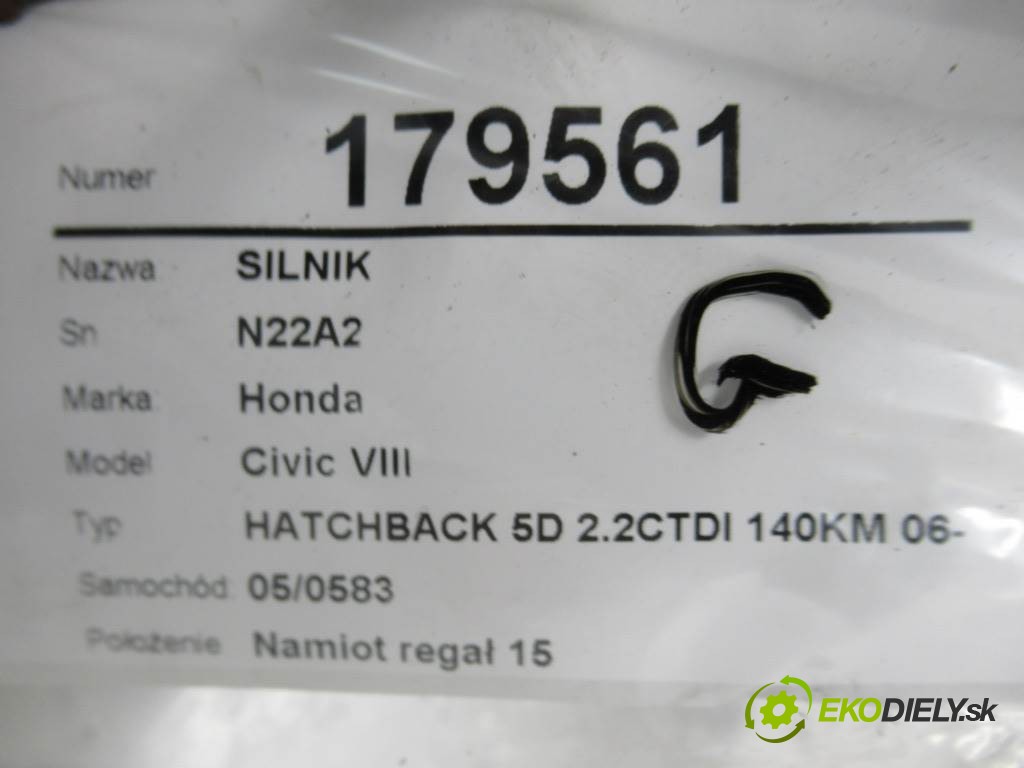 Numer 179561
Nazwa SILNIK
Sn N22A2
G
Marka Honda
Model Civic VIII
Typ HATCHBACK 5D 2.2CTDI 140KM 06-
Samochód 05/0583
Położenie Namiot regał 15
EKODIELY.sk